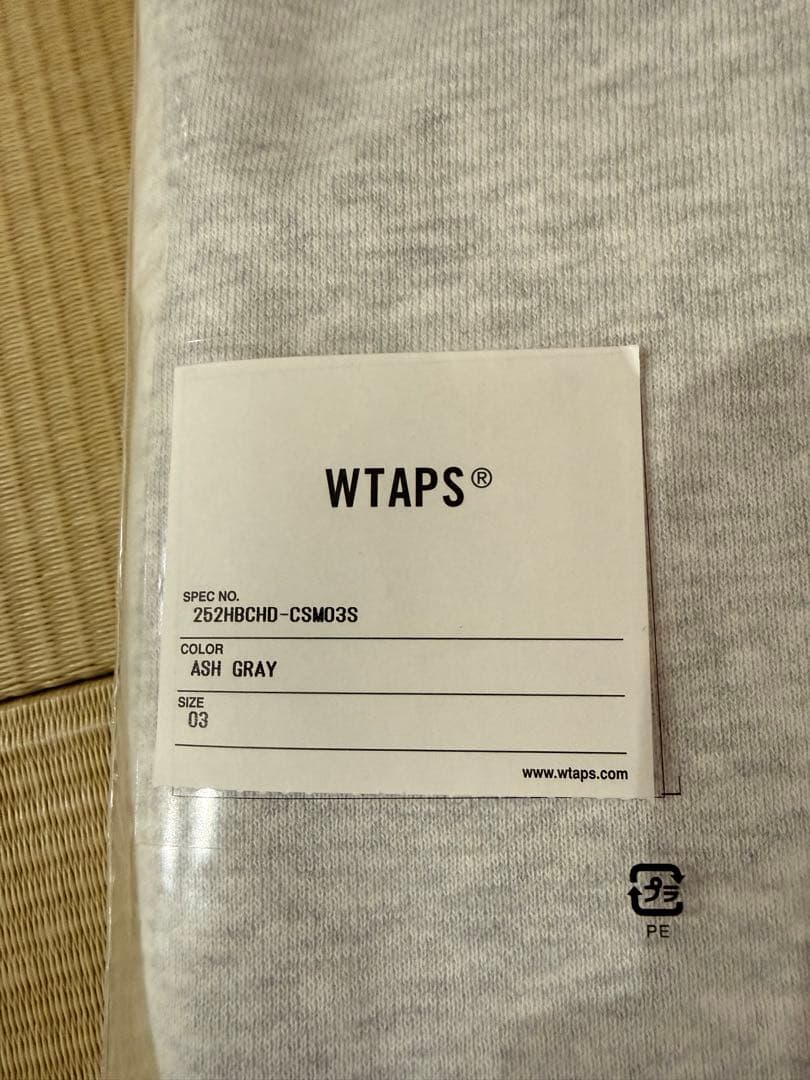 WTAPS®
SPEC NO.
252HBCHD-CSM03S
COLOR
ASH GRAY
SIZE
03
www.wtaps.com
プラ
PE